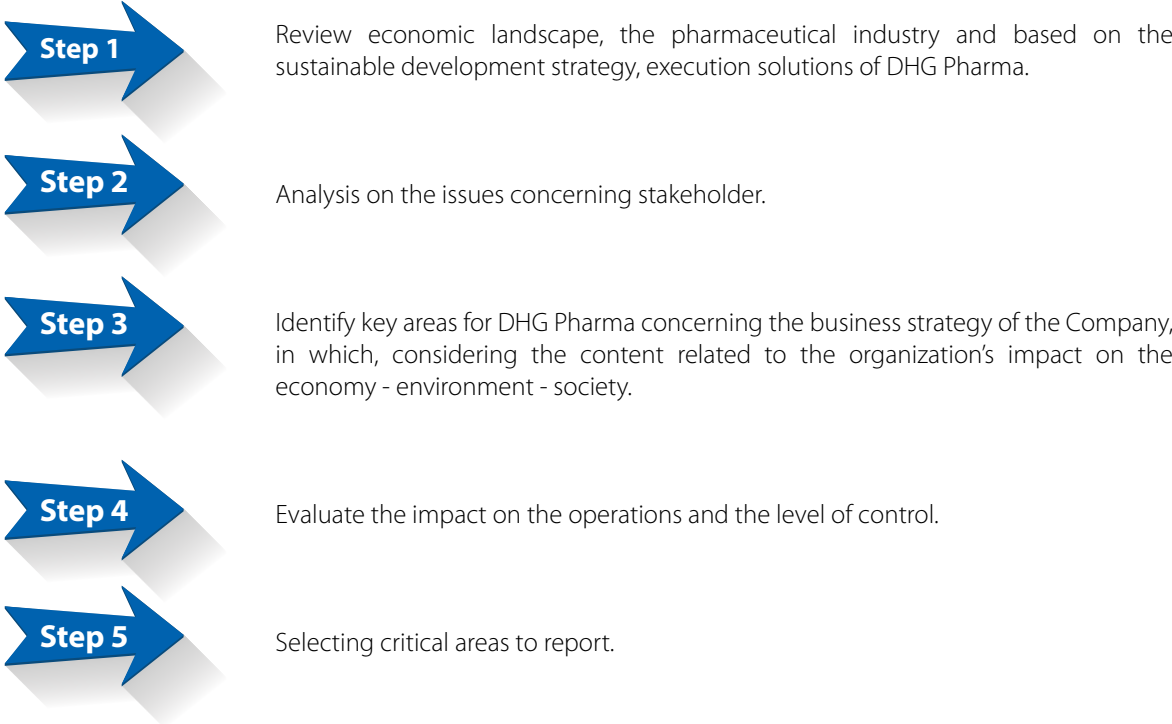 Step 1
Review economic landscape, the pharmaceutical industry and based on the
sustainable development strategy, execution solutions of DHG Pharma.
Step 2
Analysis on the issues concerning stakeholder.
Step 3
Identify key areas for DHG Pharma concerning the business strategy of the Company,
in which, considering the content related to the organization's impact on the
economy - environment - society.
Step 4
Evaluate the impact on the operations and the level of control.
Step 5
Selecting critical areas to report.